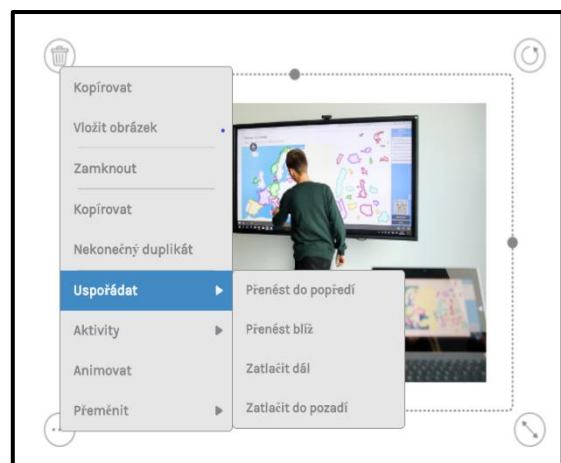 Kopírovat
Vložit obrázek
Zamknout
Kopírovat
Nekonečný duplikát
Uspořádat
Aktivity
Animovat
Přeměnit
Přenést do popředí
Přenést blíž
Zatlačit dál
Zatlačit do pozadí